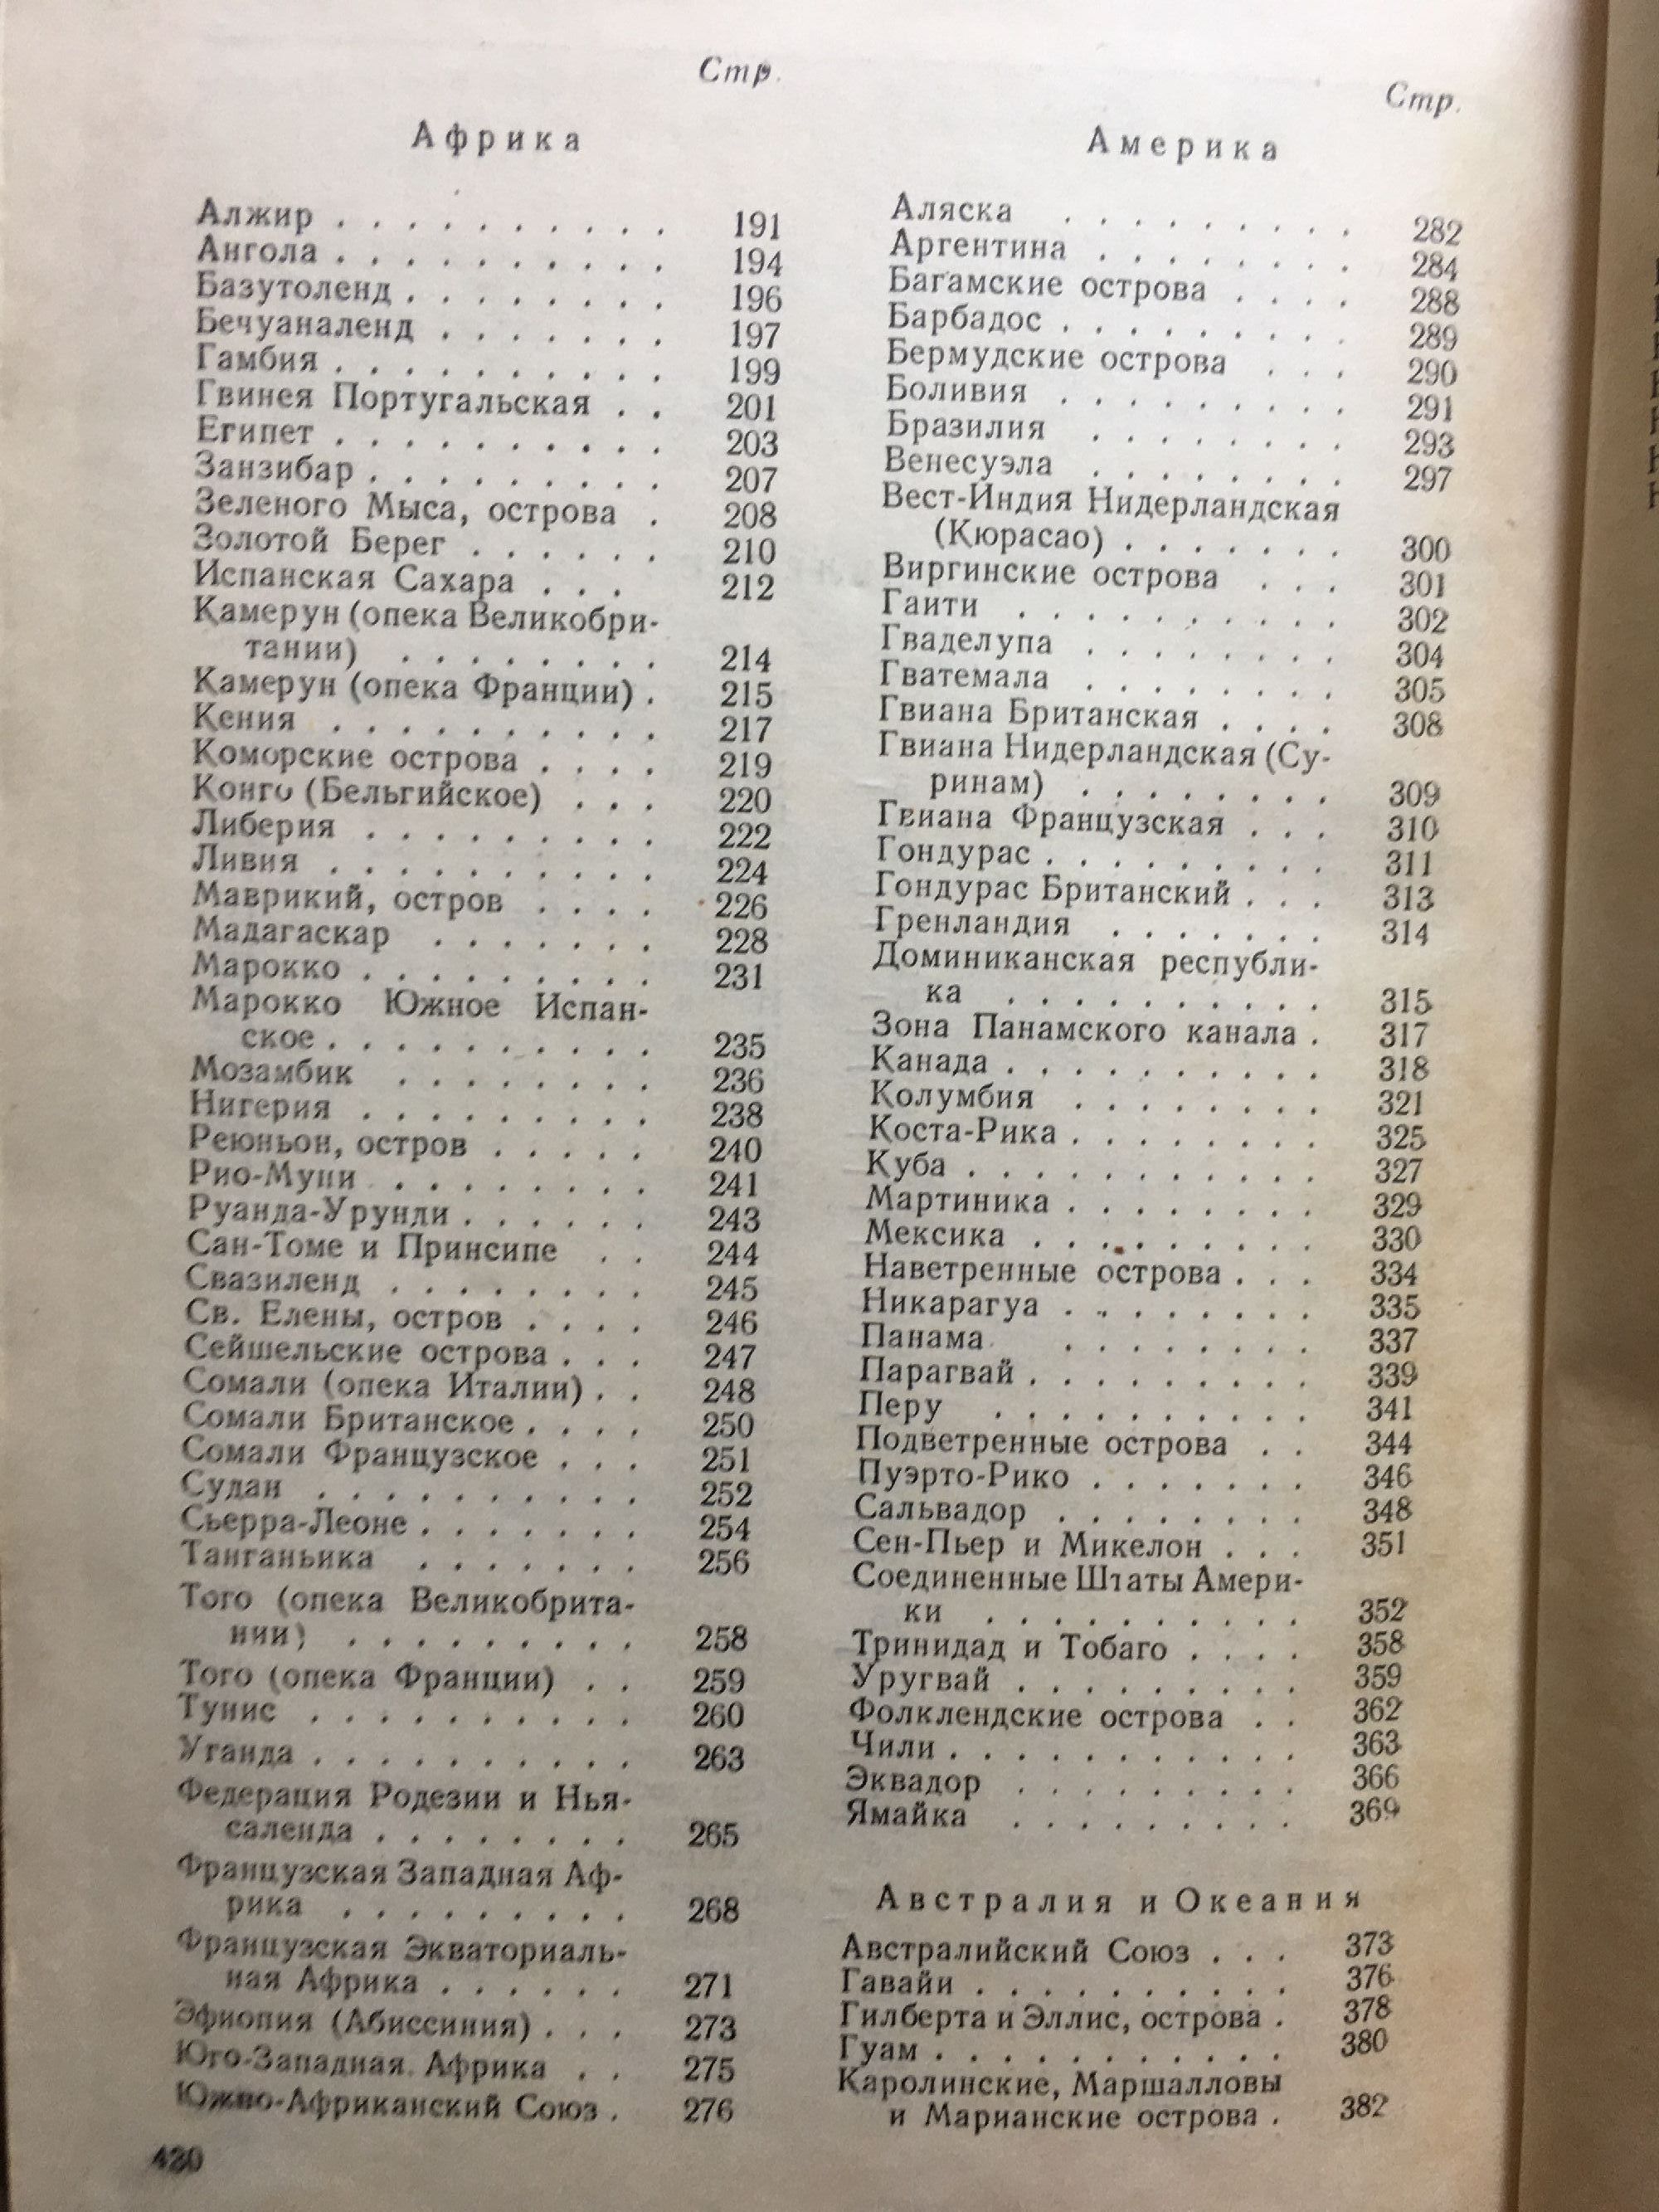 Стр.
Африка
Алжир . . . . . . . . . . 191
Ангола . . . . . . . . . . 194
Базутоленд . . . . . . . . 196
Бечуаналенд . . . . . . . 197
Гамбия . . . . . . . . . . 199
Гвинея Португальская . . 201
Египет . . . . . . . . . . 203
Занзибар . . . . . . . . . 207
Зеленого Мыса, острова . 208
Золотой Берег . . . . . . 210
Испанская Сахара . . . 212
Камерун (опека Великобри-
тании) . . . . . . . . 214
Камерун (опека Франции) . 215
Кения . . . . . . . . . . 217
Коморские острова . . . . 219
Конго (Бельгийское) . . . 220
Либерия . . . . . . . . . 222
Ливия . . . . . . . . . . 224
Маврикий, остров . . . . 226
Мадагаскар . . . . . . . 228
Марокко . . . . . . . . . 231
Марокко Южное Испан-
ское . . . . . . . . . . 235
Мозамбик . . . . . . . . 236
Нигерия . . . . . . . . . 238
Реюньон, остров . . . . . 240
Рио-Муни . . . . . . . . 241
Руанда-Урунди . . . . . . 243
Сан-Томе и Принсипе . . 244
Свазиленд . . . . . . . . 245
Св. Елены, остров . . . . 246
Сейшельские острова . . . 247
Сомали (опека Италии) . . 248
Сомали Британское . . . . 250
Сомали Французское . . . 251
Судан . . . . . . . . . . 252
Сьерра-Леоне . . . . . . . 254
Танганьика . . . . . . . 256
Того (опека Великобрита-
нии) . . . . . . . . . 258
Того (опека Франции) . . 259
Тунис . . . . . . . . . . 260
Уганда . . . . . . . . . . 263
Федерация Родезии и Нья-
саленда . . . . . . . . 265
Французская Западная Аф-
рика . . . . . . . . . 268
Французская Экваториаль-
ная Африка . . . . . . 271
Эфиопия (Абиссиния) . . . 273
Юго-Западная Африка . . 275
Южно-Африканский Союз . 276
420
Стр.
Америка
Аляска . . . . . . . . . 282
Аргентина . . . . . . . . 284
Багамские острова . . . . 288
Барбадос . . . . . . . . . 289
Бермудские острова . . . 290
Боливия . . . . . . . . . 291
Бразилия . . . . . . . . 293
Венесуэла . . . . . . . . 297
Вест-Индия Нидерландская
(Кюрасао) . . . . . . . 300
Виргинские острова . . . 301
Гаити . . . . . . . . . . 302
Гваделупа . . . . . . . . 304
Гватемала . . . . . . . . 305
Гвиана Британская . . . . 308
Гвиана Нидерландская (Су-
ринам) . . . . . . . . 309
Гвиана Французская . . . 310
Гондурас . . . . . . . . . 311
Гондурас Британский . . . 313
Гренландия . . . . . . . 314
Доминиканская республи-
ка . . . . . . . . . . 315
Зона Панамского канала . 317
Канада . . . . . . . . . . 318
Колумбия . . . . . . . . 321
Коста-Рика . . . . . . . . 325
Куба . . . . . . . . . . . 327
Мартиника . . . . . . . . 329
Мексика . . . . . . . . . 330
Наветренные острова . . . 334
Никарагуа . . . . . . . . 335
Панама . . . . . . . . 337
Парагвай . . . . . . . . . 339
Перу . . . . . . . . . . 341
Подветренные острова . . 344
Пуэрто-Рико . . . . . . . 346
Сальвадор . . . . . . . . 348
Сен-Пьер и Микелон . . . 351
Соединенные Штаты Амери-
ки . . . . . . . . . . 352
Тринидад и Тобаго . . . . 358
Уругвай . . . . . . . . . 359
Фолклендские острова . . 362
Чили . . . . . . . . . . . 363
Эквадор . . . . . . . . . 366
Ямайка . . . . . . . . . 369
Австралия и Океания
Австралийский Союз . . . 373
Гавайи . . . . . . . . . . 376
Гилберта и Эллис, острова . 378
Гуам . . . . . . . . . . . 380
Каролинские, Маршалловы
и Марианские острова . 382